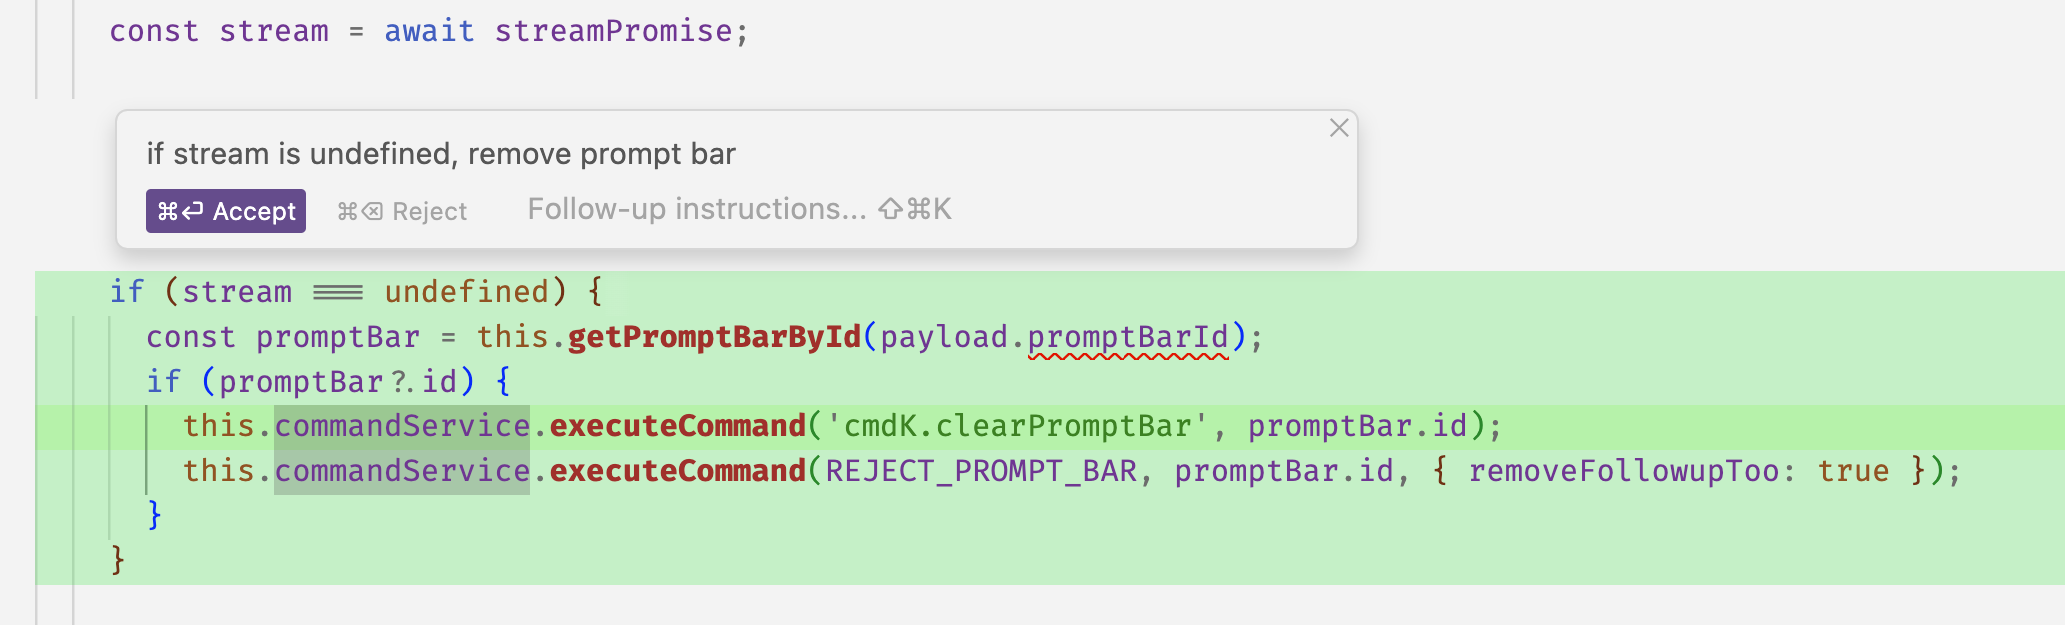 const stream = await streamPromise;
if stream is undefined, remove prompt bar
⌘⏎ Accept ⌘⌫ Reject Follow-up instructions... ⇧⌘K
if (stream === undefined) {
const promptBar = this.getPromptBarById(payload.promptBarId);
if (promptBar?.id) {
this.commandService.executeCommand('cmdK.clearPromptBar', promptBar.id);
this.commandService.executeCommand(REJECT_PROMPT_BAR, promptBar.id, { removeFollowupToo: true });
}
}